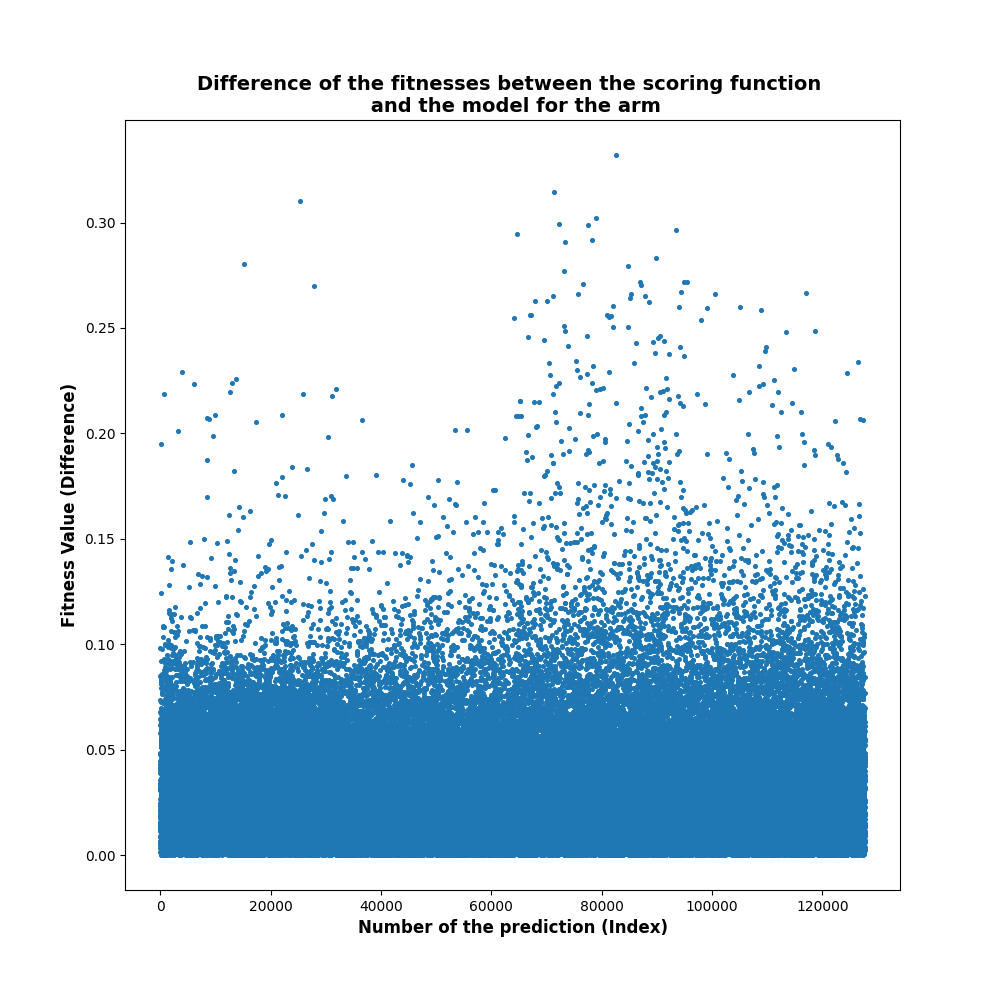 Difference of the fitnesses between the scoring function
and the model for the arm
Fitness Value (Difference)
0.30
0.25
0.20
0.15
0.10
0.05
0.00
0 20000 40000 60000 80000 100000 120000
Number of the prediction (Index)